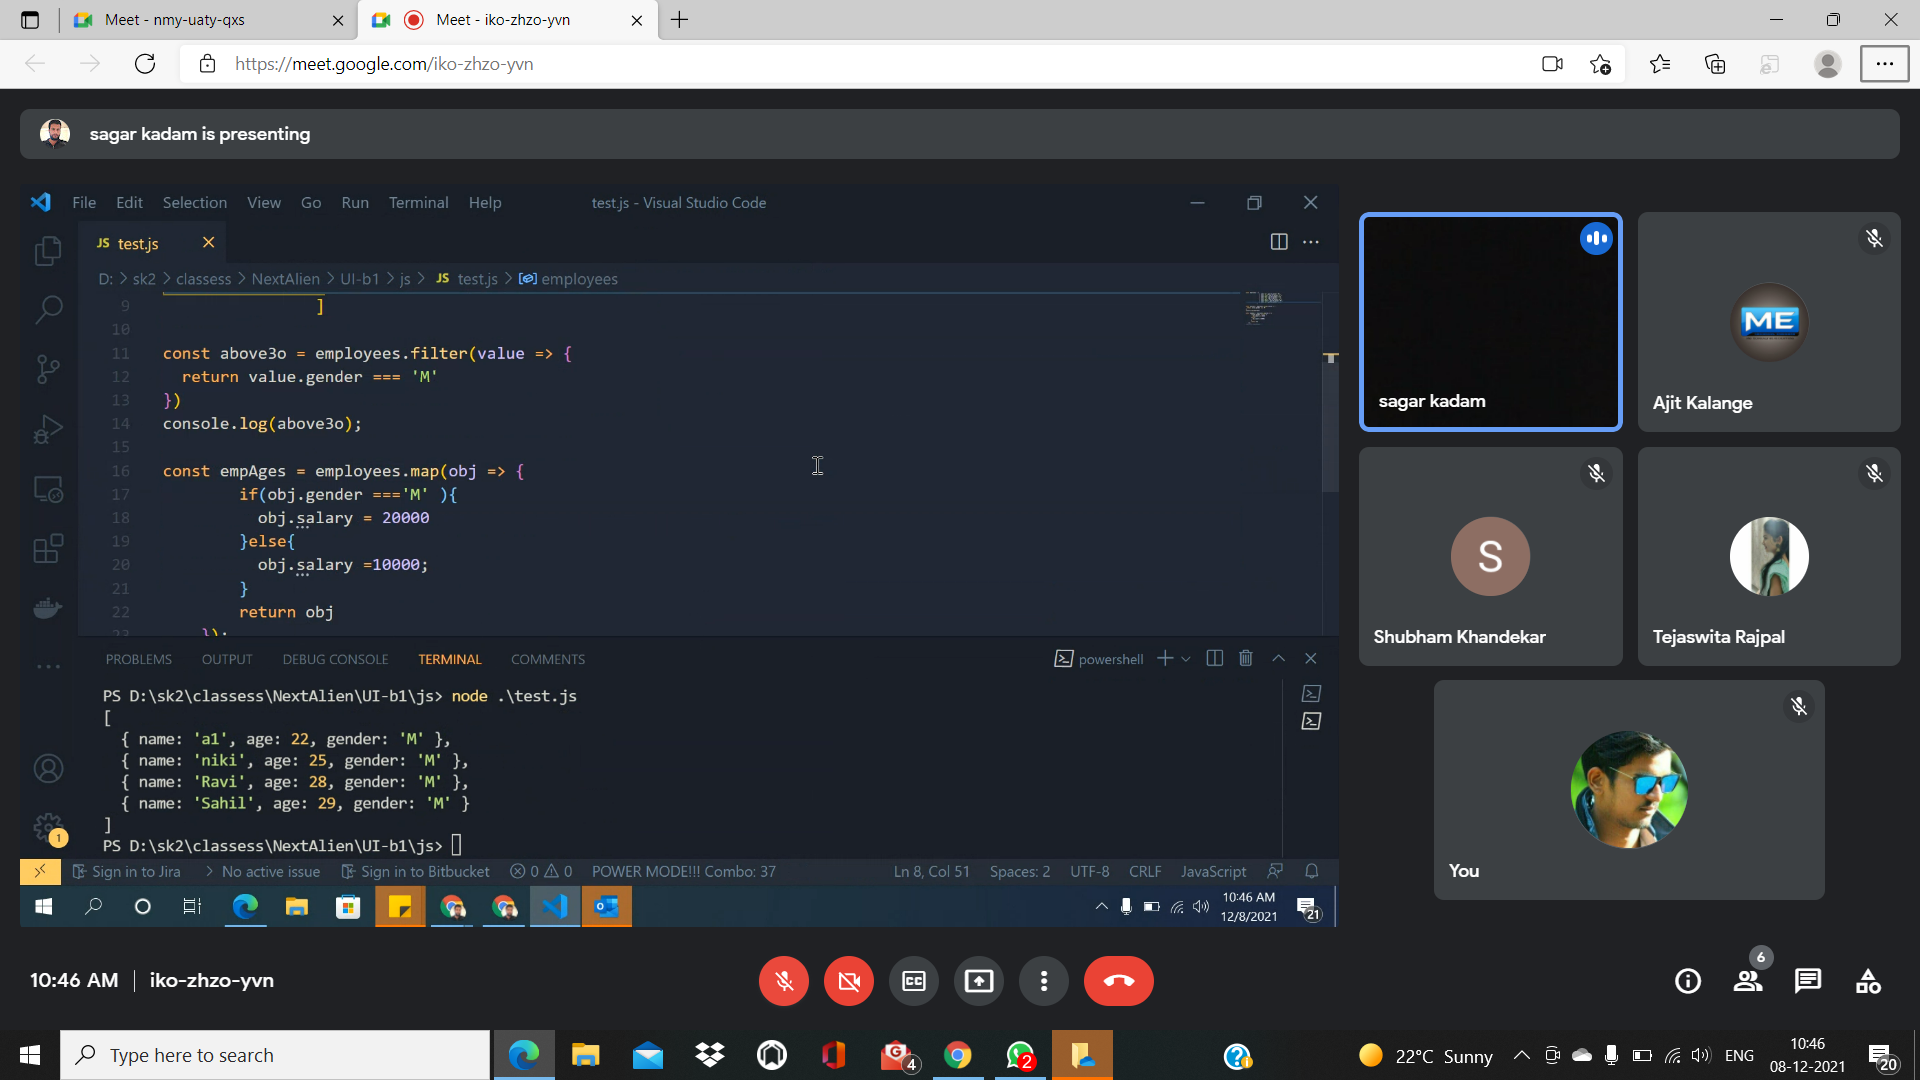 Meet - nmy-uaty-qxs
Meet - iko-zhzo-yvn
https://meet.google.com/iko-zhzo-yvn
sagar kadam is presenting
File Edit Selection View Go Run Terminal Help
test.js - Visual Studio Code
JS test.js
D: > sk2 > classess > NextAlien > UI-b1 > js > JS test.js > employees
9 ]
10
11 const above3o = employees.filter(value => {
12 return value.gender === 'M'
13 })
14 console.log(above3o);
15
16 const empAges = employees.map(obj => {
17 if(obj.gender ==='M' ){
18 obj.salary = 20000
19 }else{
20 obj.salary =10000;
21 }
22 return obj
23 });
PROBLEMS OUTPUT DEBUG CONSOLE TERMINAL COMMENTS
powershell
PS D:\sk2\classess\NextAlien\UI-b1\js> node .\test.js
[
{ name: 'a1', age: 22, gender: 'M' },
{ name: 'niki', age: 25, gender: 'M' },
{ name: 'Ravi', age: 28, gender: 'M' },
{ name: 'Sahil', age: 29, gender: 'M' }
]
PS D:\sk2\classess\NextAlien\UI-b1\js>
1
Sign in to Jira > No active issue Sign in to Bitbucket 0 0 POWER MODE!!! Combo: 37 Ln 8, Col 51 Spaces: 2 UTF-8 CRLF JavaScript
10:46 AM
12/8/2021
21
sagar kadam
ME
Ajit Kalange
S
Shubham Khandekar
Tejaswita Rajpal
You
10:46 AM | iko-zhzo-yvn
CC
6
Type here to search
G
4
2
22°C Sunny
ENG
10:46
08-12-2021
20